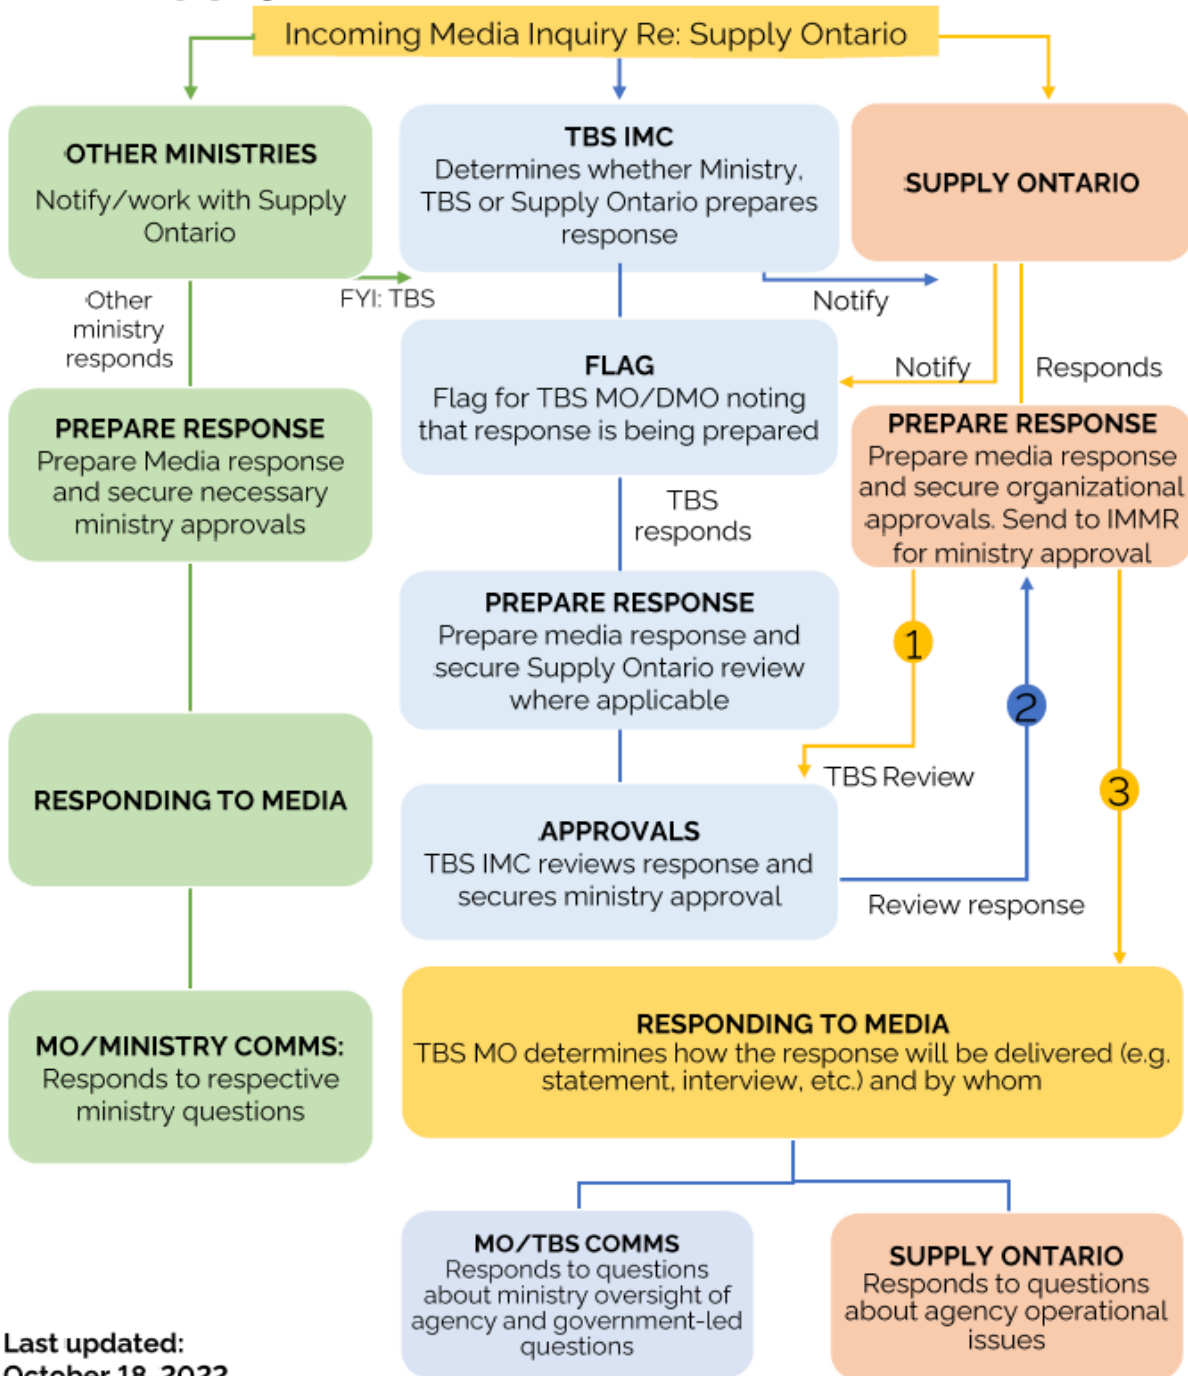 Incoming Media Inquiry Re: Supply Ontario
OTHER MINISTRIES
Notify/work with Supply
Ontario
TBS IMC
Determines whether Ministry,
TBS or Supply Ontario prepares
response
SUPPLY ONTARIO
Other
ministry
responds
FYI: TBS
Notify
FLAG
Flag for TBS MO/DMO noting
that response is being prepared
Notify
Responds
PREPARE RESPONSE
Prepare Media response
and secure necessary
ministry approvals
TBS
responds
PREPARE RESPONSE
Prepare media response
and secure organizational
approvals. Send to IMMR
for ministry approval
PREPARE RESPONSE
Prepare media response and
secure Supply Ontario review
where applicable
1
2
TBS Review
3
RESPONDING TO MEDIA
APPROVALS
TBS IMC reviews response and
secures ministry approval
Review response
MO/MINISTRY COMMS:
Responds to respective
ministry questions
RESPONDING TO MEDIA
TBS MO determines how the response will be delivered (e.g.
statement, interview, etc.) and by whom
MO/TBS COMMS
Responds to questions
about ministry oversight of
agency and government-led
questions
SUPPLY ONTARIO
Responds to questions
about agency operational
issues
Last updated:
October 18, 2022